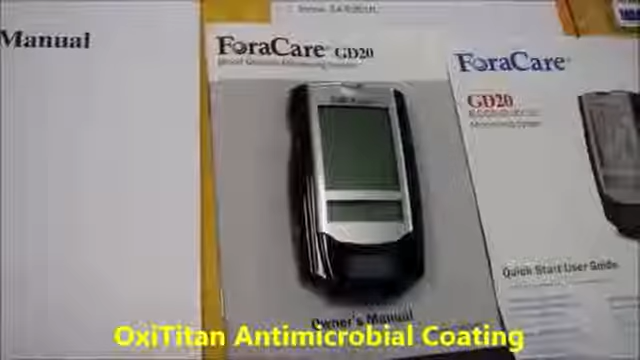 Manual
ForaCare GD20
Owner's Manual
ForaCare
GD20
Quick Start User Guide
OxiTitan Antimicrobial Coating